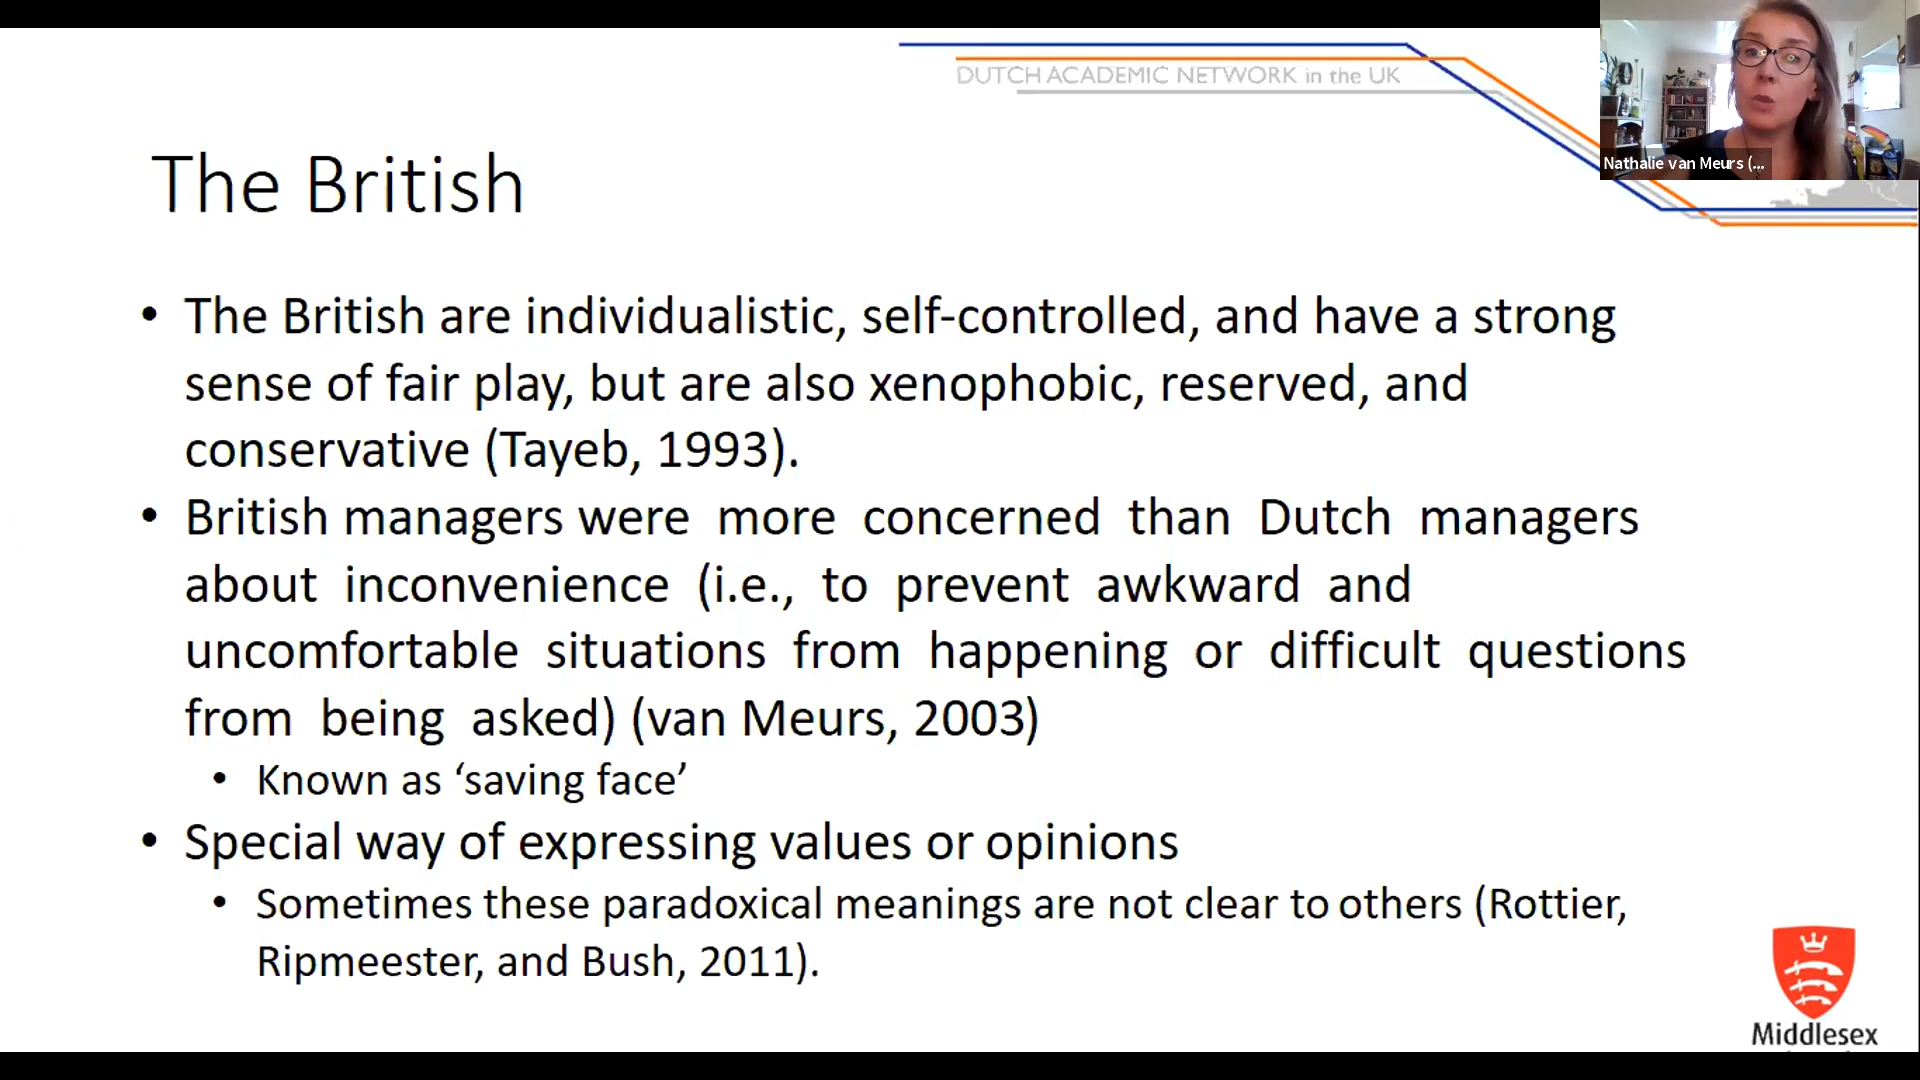 DUTCH ACADEMIC NETWORK in the UK
Nathalie van Meurs (...
The British
• The British are individualistic, self-controlled, and have a strong
sense of fair play, but are also xenophobic, reserved, and
conservative (Tayeb, 1993).
• British managers were more concerned than Dutch managers
about inconvenience (i.e., to prevent awkward and
uncomfortable situations from happening or difficult questions
from being asked) (van Meurs, 2003)
• Known as ‘saving face’
• Special way of expressing values or opinions
• Sometimes these paradoxical meanings are not clear to others (Rottier,
Ripmeester, and Bush, 2011).
Middlesex